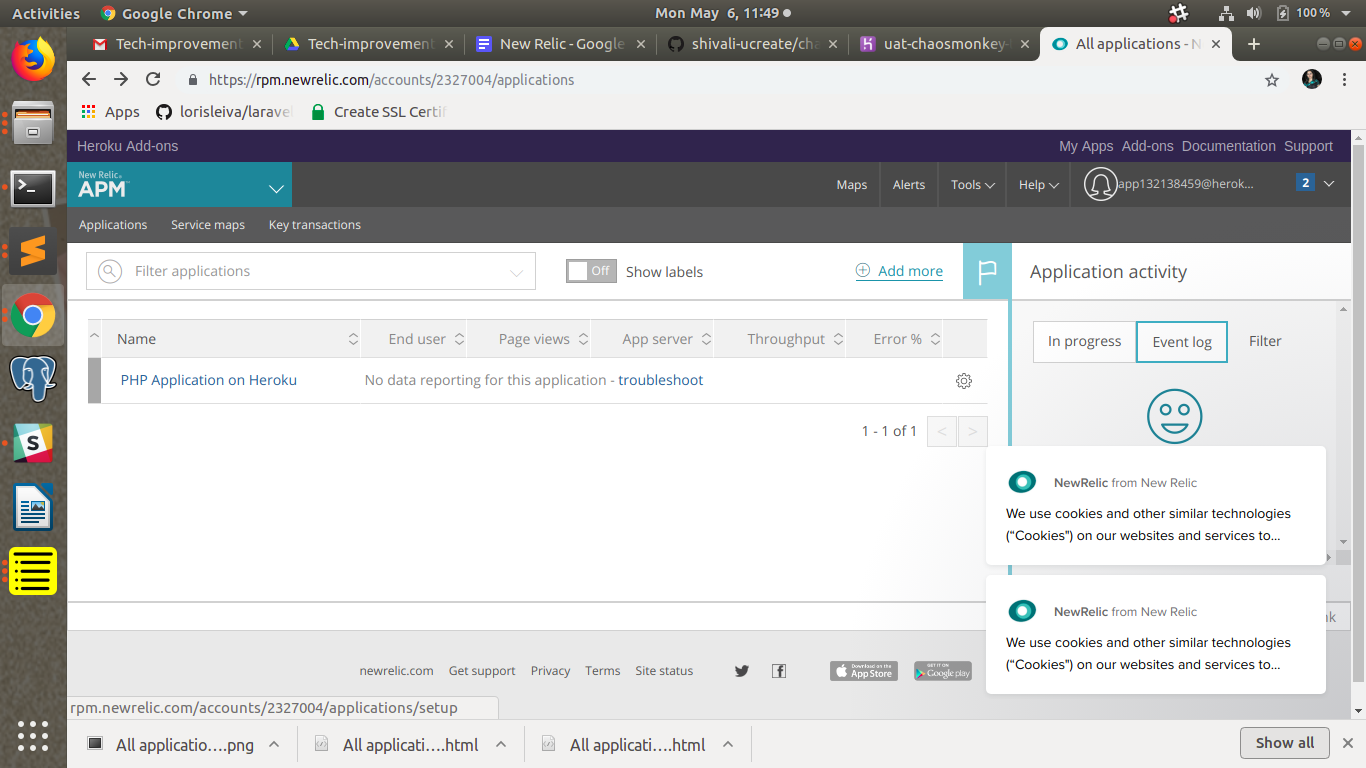 Activities Google Chrome Mon May 6, 11:49 100 %
Tech-improvement Tech-improvement New Relic - Google shivali-ucreate/cha uat-chaosmonkey- All applications - N
https://rpm.newrelic.com/accounts/2327004/applications
Apps lorisleiva/larave Create SSL Certif
Heroku Add-ons My Apps Add-ons Documentation Support
New Relic®
APM™
Maps Alerts Tools Help app132138459@herok... 2
Applications Service maps Key transactions
Filter applications Off Show labels Add more Application activity
In progress Event log Filter
Name End user Page views App server Throughput Error %
PHP Application on Heroku No data reporting for this application - troubleshoot
1 - 1 of 1 < >
NewRelic from New Relic
We use cookies and other similar technologies
(“Cookies”) on our websites and services to...
NewRelic from New Relic
We use cookies and other similar technologies
(“Cookies”) on our websites and services to...
nk
newrelic.com Get support Privacy Terms Site status Download on the App Store GET IT ON Google play
rpm.newrelic.com/accounts/2327004/applications/setup
All applicatio....png All applicati....html All applicati....html Show all